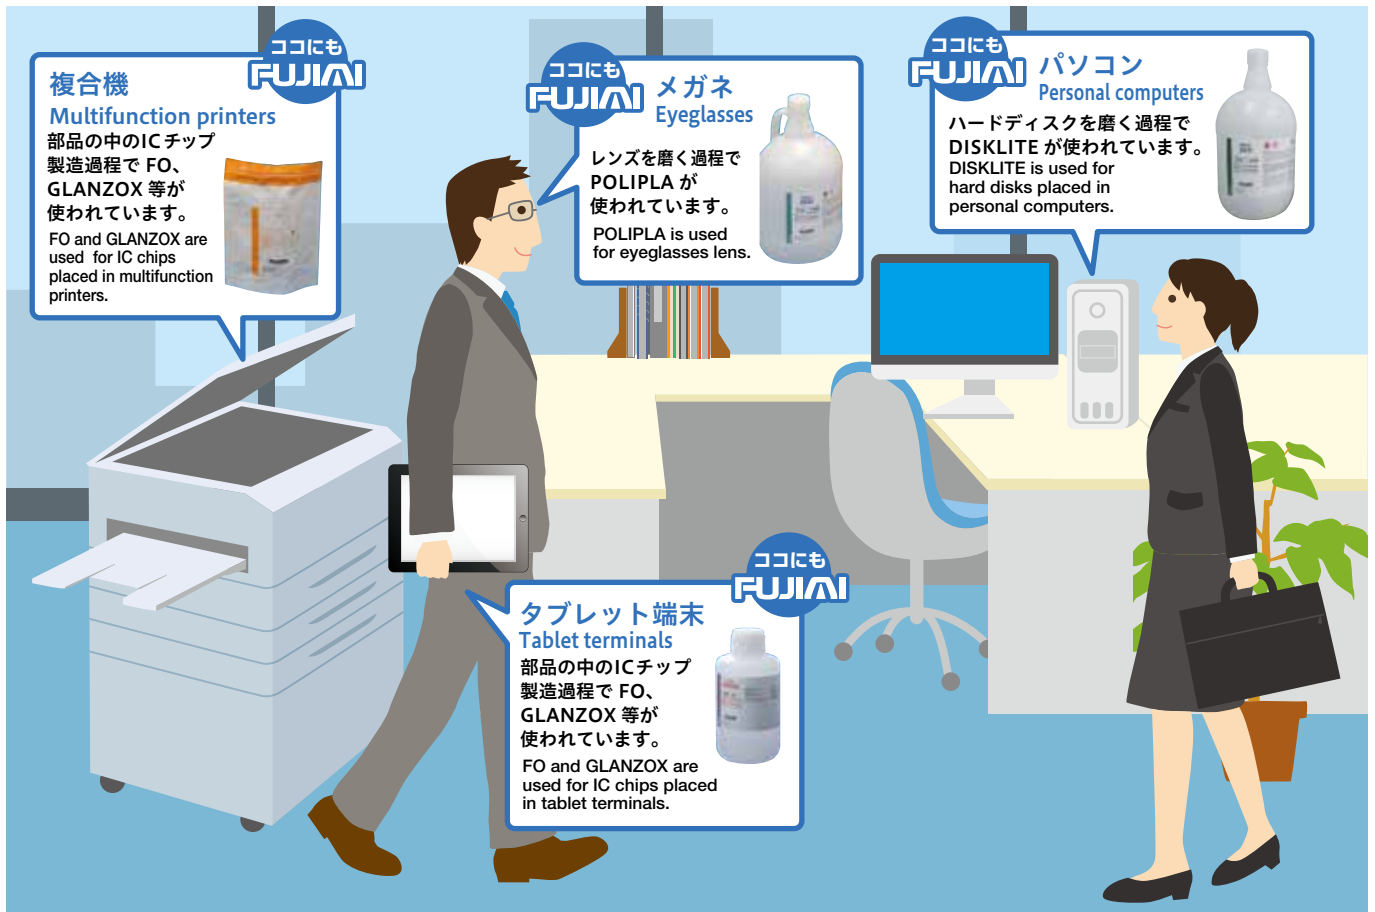 ココにも
FUJIMI
複合機
Multifunction printers
部品の中のICチップ
製造過程で FO、
GLANZOX 等が
使われています。
FO and GLANZOX are
used for IC chips
placed in multifunction
printers.
ココにも
FUJIMI
メガネ
Eyeglasses
レンズを磨く過程で
POLIPLA が
使われています。
POLIPLA is used
for eyeglasses lens.
ココにも
FUJIMI
パソコン
Personal computers
ハードディスクを磨く過程で
DISKLITE が使われています。
DISKLITE is used for
hard disks placed in
personal computers.
ココにも
FUJIMI
タブレット端末
Tablet terminals
部品の中のICチップ
製造過程で FO、
GLANZOX 等が
使われています。
FO and GLANZOX are
used for IC chips placed
in tablet terminals.